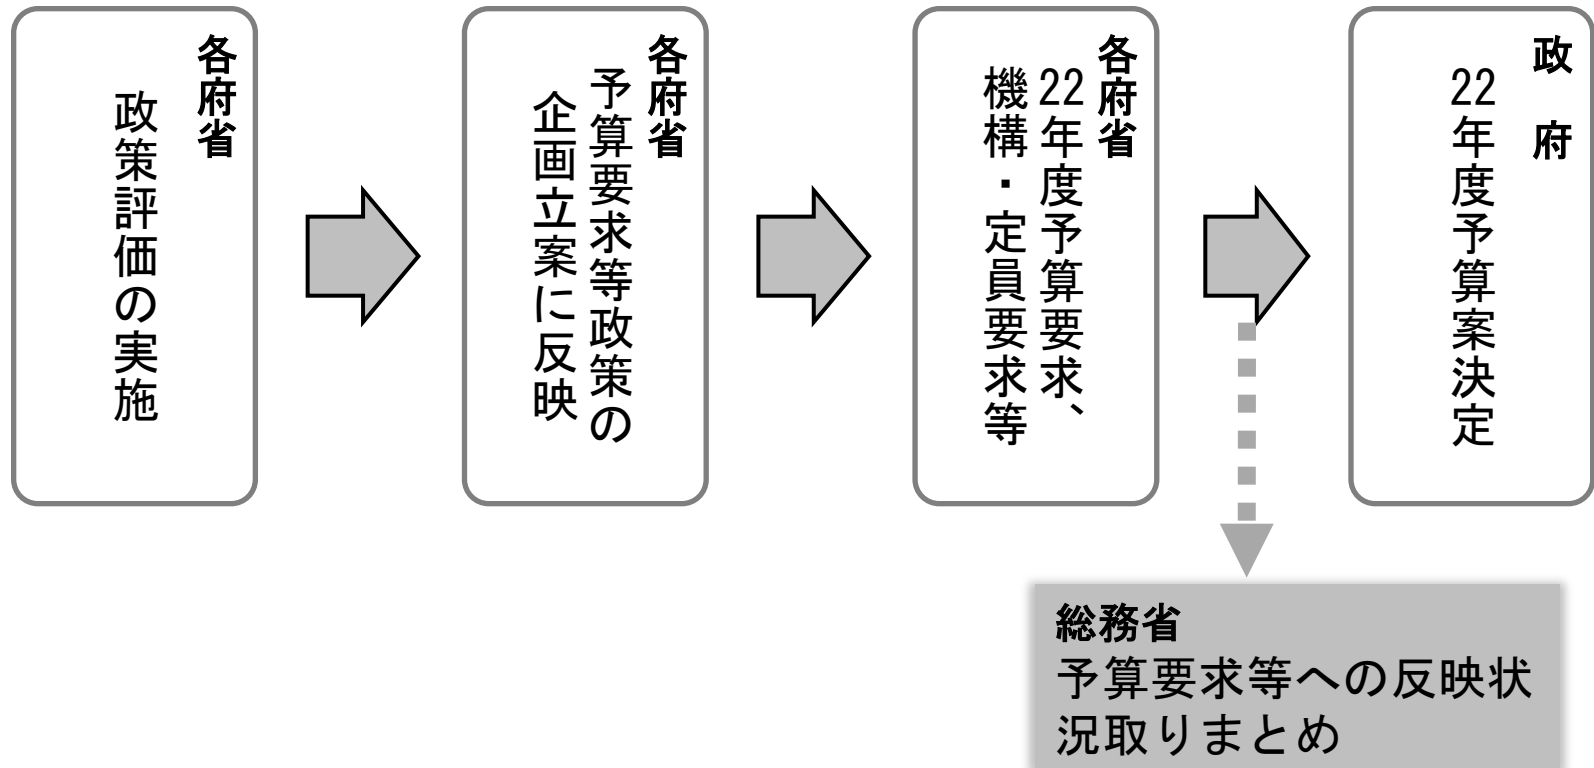 各府省
政策評価の実施
各府省
予算要求等政策の
企画立案に反映
各府省
22年度予算要求、
機構・定員要求等
政　府
22年度予算案決定
総務省
予算要求等への反映状
況取りまとめ